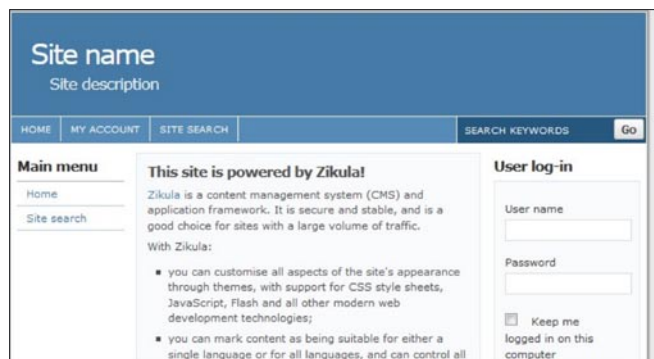 Site name
Site description
HOME MY ACCOUNT SITE SEARCH SEARCH KEYWORDS Go
Main menu
Home
Site search
This site is powered by Zikula!
Zikula is a content management system (CMS) and
application framework. It is secure and stable, and is a
good choice for sites with a large volume of traffic.
With Zikula:
you can customise all aspects of the site's appearance
through themes, with support for CSS style sheets,
JavaScript, Flash and all other modern web
development technologies;
you can mark content as being suitable for either a
single language or for all languages, and can control all
User log-in
User name
Password
Keep me
logged in on this
computer